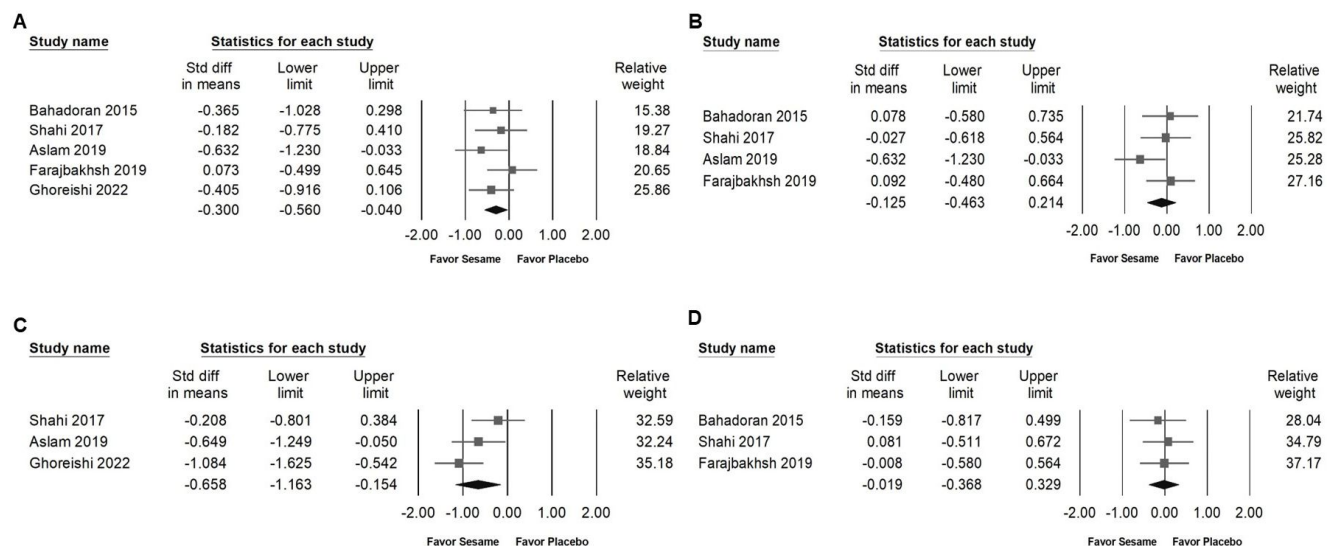 A
Study name Statistics for each study
Std diff in means Lower limit Upper limit Relative weight
Bahadoran 2015 -0.365 -1.028 0.298 15.38
Shahi 2017 -0.182 -0.775 0.410 19.27
Aslam 2019 -0.632 -1.230 -0.033 18.84
Farajbakhsh 2019 0.073 -0.499 0.645 20.65
Ghoreishi 2022 -0.405 -0.916 0.106 25.86
-0.300 -0.560 -0.040
-2.00 -1.00 0.00 1.00 2.00
Favor Sesame Favor Placebo
B
Study name Statistics for each study
Std diff in means Lower limit Upper limit Relative weight
Bahadoran 2015 0.078 -0.580 0.735 21.74
Shahi 2017 -0.027 -0.618 0.564 25.82
Aslam 2019 -0.632 -1.230 -0.033 25.28
Farajbakhsh 2019 0.092 -0.480 0.664 27.16
-0.125 -0.463 0.214
-2.00 -1.00 0.00 1.00 2.00
Favor Sesame Favor Placebo
C
Study name Statistics for each study
Std diff in means Lower limit Upper limit Relative weight
Shahi 2017 -0.208 -0.801 0.384 32.59
Aslam 2019 -0.649 -1.249 -0.050 32.24
Ghoreishi 2022 -1.084 -1.625 -0.542 35.18
-0.658 -1.163 -0.154
-2.00 -1.00 0.00 1.00 2.00
Favor Sesame Favor Placebo
D
Study name Statistics for each study
Std diff in means Lower limit Upper limit Relative weight
Bahadoran 2015 -0.159 -0.817 0.499 28.04
Shahi 2017 0.081 -0.511 0.672 34.79
Farajbakhsh 2019 -0.008 -0.580 0.564 37.17
-0.019 -0.368 0.329
-2.00 -1.00 0.00 1.00 2.00
Favor Sesame Favor Placebo